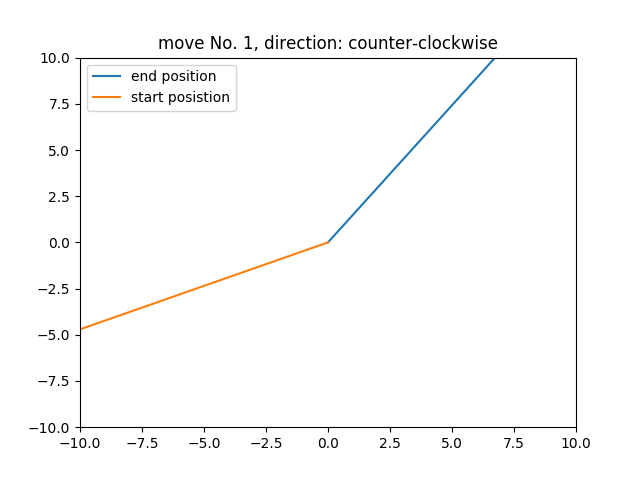 move No. 1, direction: counter-clockwise
end position
start posistion
10.0
7.5
5.0
2.5
0.0
−2.5
−5.0
−7.5
−10.0
−10.0 −7.5 −5.0 −2.5 0.0 2.5 5.0 7.5 10.0